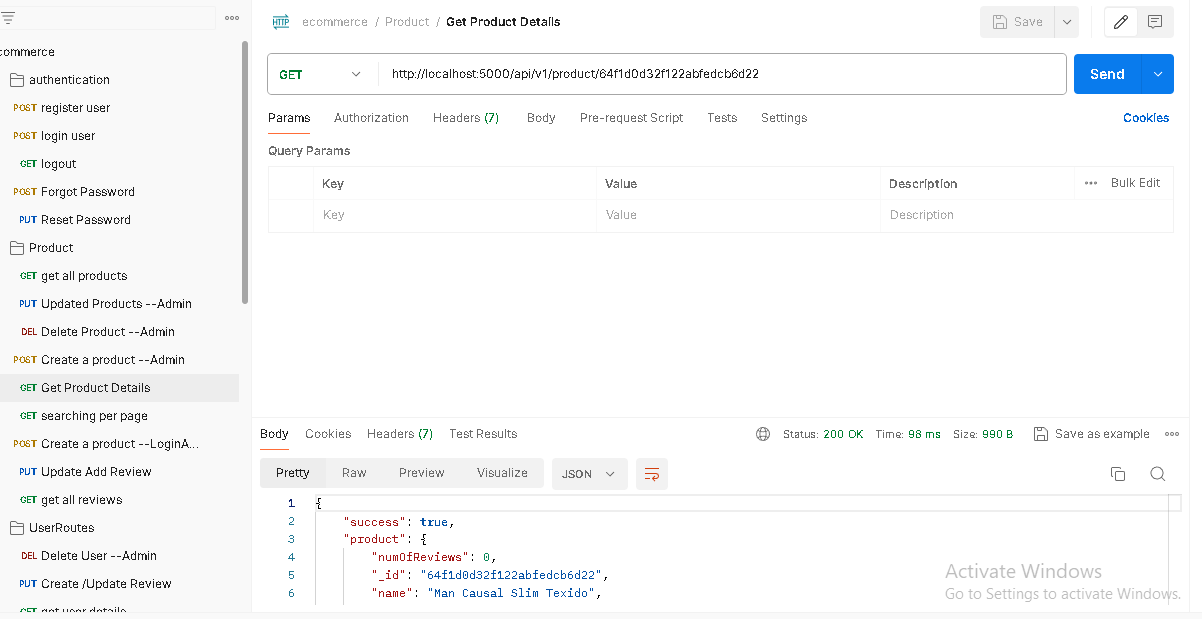 ecommerce / Product / Get Product Details
Save
commerce
authentication
POST register user
POST login user
GET logout
POST Forgot Password
PUT Reset Password
Product
GET get all products
PUT Updated Products --Admin
DEL Delete Product --Admin
POST Create a product --Admin
GET Get Product Details
GET searching per page
POST Create a product --LoginA...
PUT Update Add Review
GET get all reviews
UserRoutes
DEL Delete User --Admin
PUT Create /Update Review
GET get user details
HTTP
GET http://localhost:5000/api/v1/product/64f1d0d32f122abfedcb6d22 Send
Params Authorization Headers (7) Body Pre-request Script Tests Settings Cookies
Query Params
Key Value Description ••• Bulk Edit
Key Value Description
Body Cookies Headers (7) Test Results Status: 200 OK Time: 98 ms Size: 990 B Save as example
Pretty Raw Preview Visualize JSON
1 {
2 "success": true,
3 "product": {
4 "numOfReviews": 0,
5 "_id": "64f1d0d32f122abfedcb6d22",
6 "name": "Man Causal Slim Texido",
Activate Windows
Go to Settings to activate Windows.